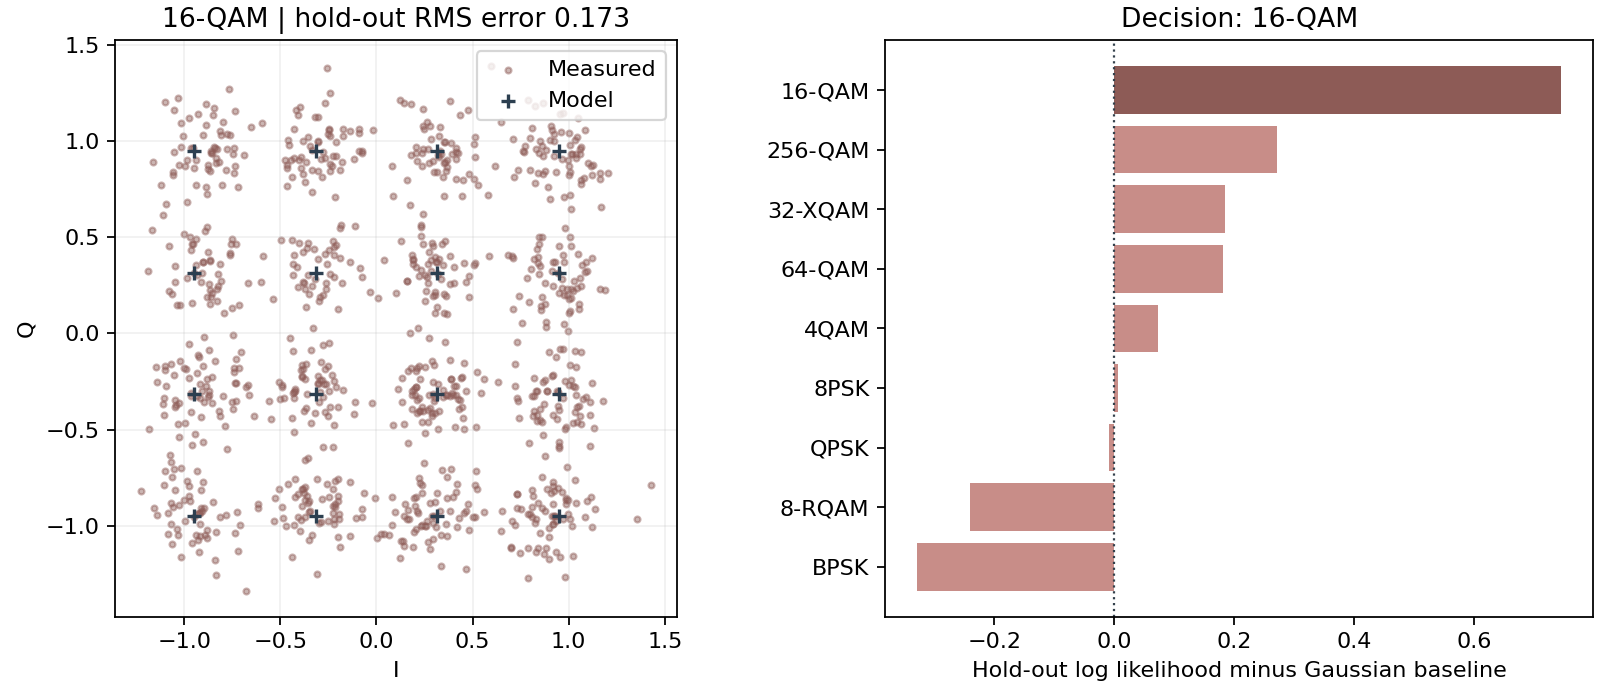 16-QAM | hold-out RMS error 0.173
Measured
Model
1.5
1.0
0.5
0.0
−0.5
−1.0
Q
−1.0
−0.5
0.0
0.5
1.0
1.5
I
Decision: 16-QAM
16-QAM
256-QAM
32-XQAM
64-QAM
4QAM
8PSK
QPSK
8-RQAM
BPSK
−0.2
0.0
0.2
0.4
0.6
Hold-out log likelihood minus Gaussian baseline